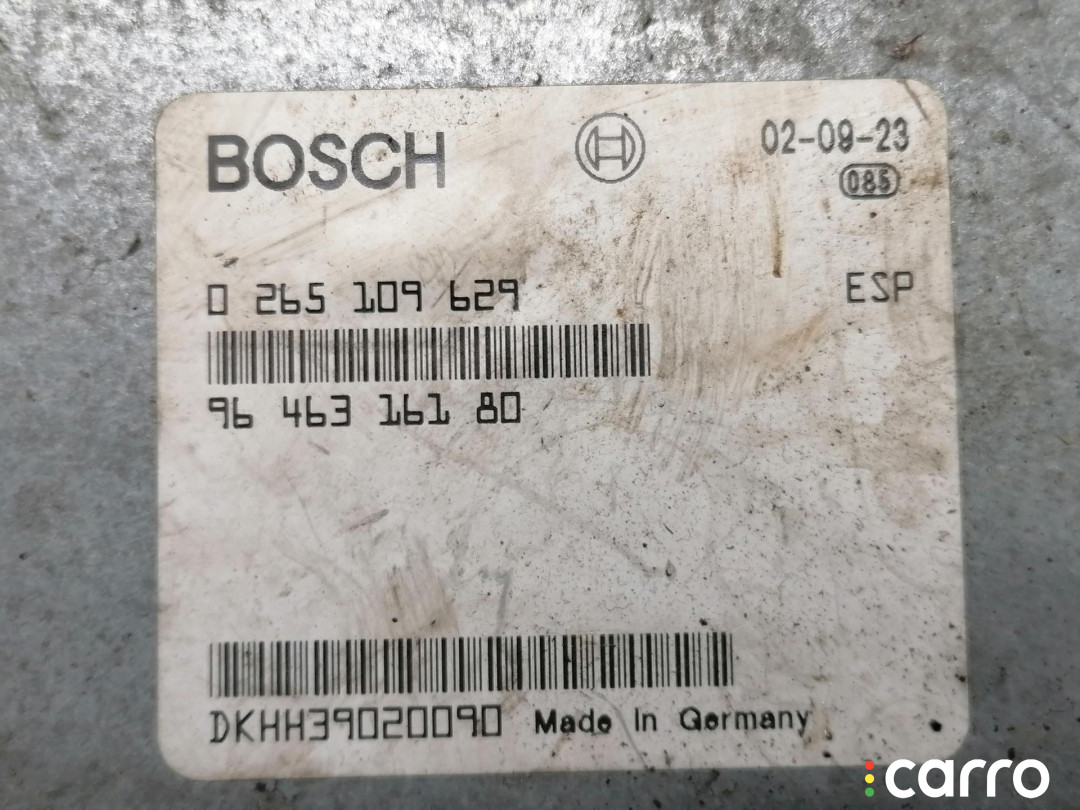 BOSCH
02-09-23
085
0 265 109 629
ESP
96 463 161 80
DKHH39020090 Made In Germany
carro